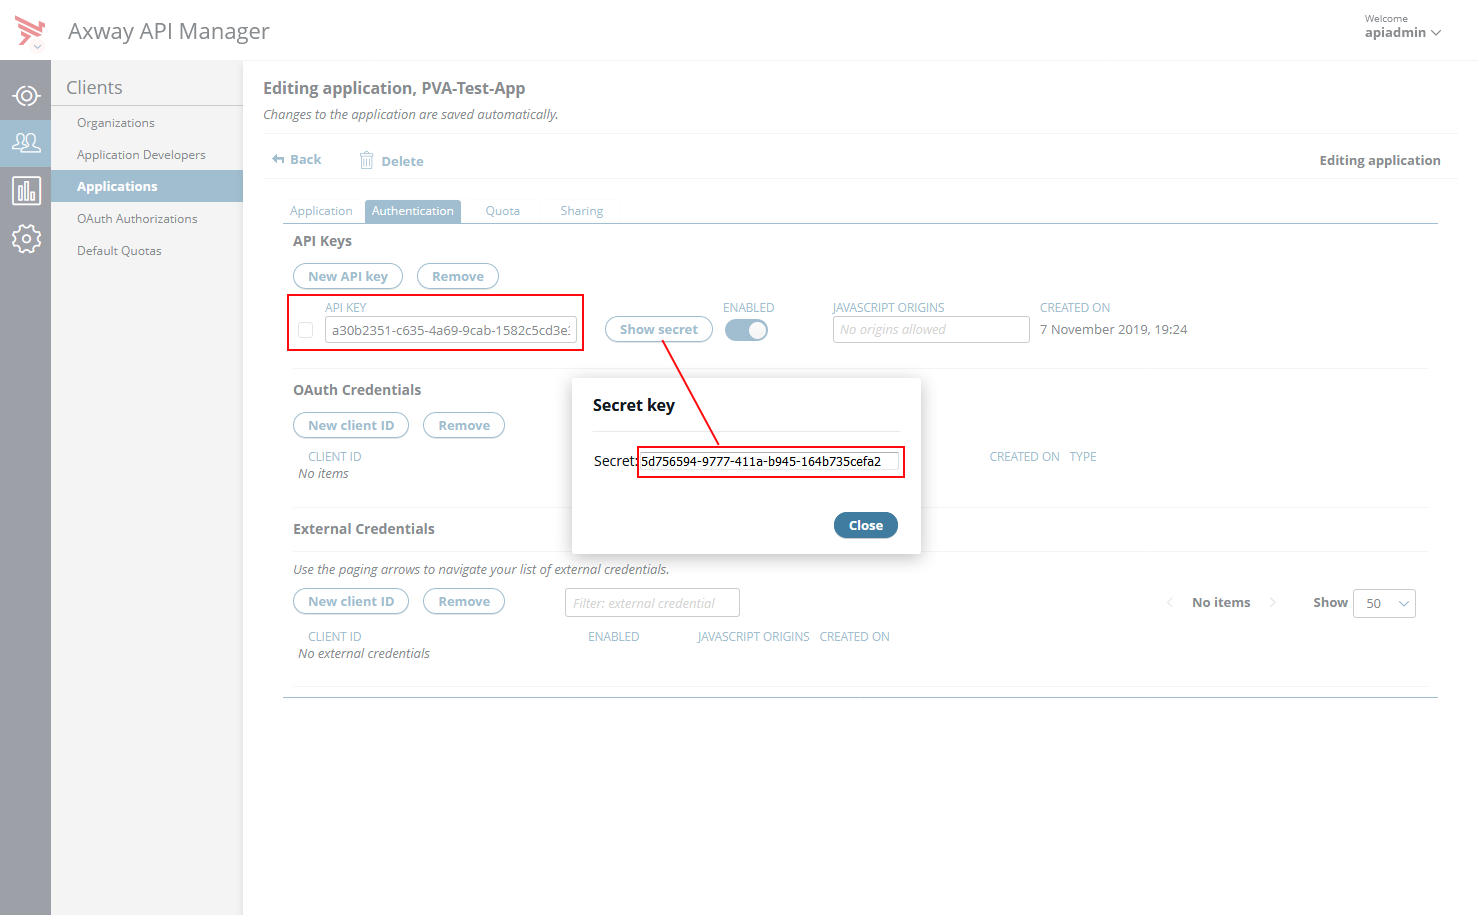 Axway API Manager
Welcome
apiadmin
Clients
Organizations
Application Developers
Applications
OAuth Authorizations
Default Quotas
Editing application, PVA-Test-App
Changes to the application are saved automatically.
Back Delete Editing application
Application Authentication Quota Sharing
API Keys
New API key Remove
API KEY ENABLED JAVASCRIPT ORIGINS CREATED ON
a30b2351-c635-4a69-9cab-1582c5cd3e Show secret No origins allowed 7 November 2019, 19:24
OAuth Credentials
New client ID Remove
CLIENT ID CREATED ON TYPE
No items
Secret key
Secret: 5d756594-9777-411a-b945-164b735cefa2
Close
External Credentials
Use the paging arrows to navigate your list of external credentials.
New client ID Remove Filter: external credential No items Show 50
CLIENT ID ENABLED JAVASCRIPT ORIGINS CREATED ON
No external credentials